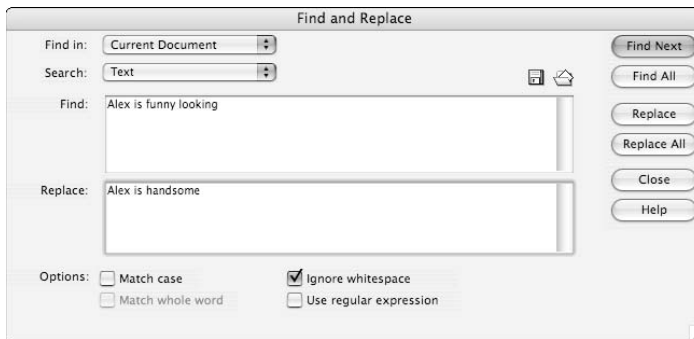 Find and Replace
Find in: Current Document
Find Next
Search: Text
Find All
Find: Alex is funny looking
Replace
Replace All
Replace: Alex is handsome
Close
Help
Options: Match case
Ignore whitespace
Match whole word
Use regular expression